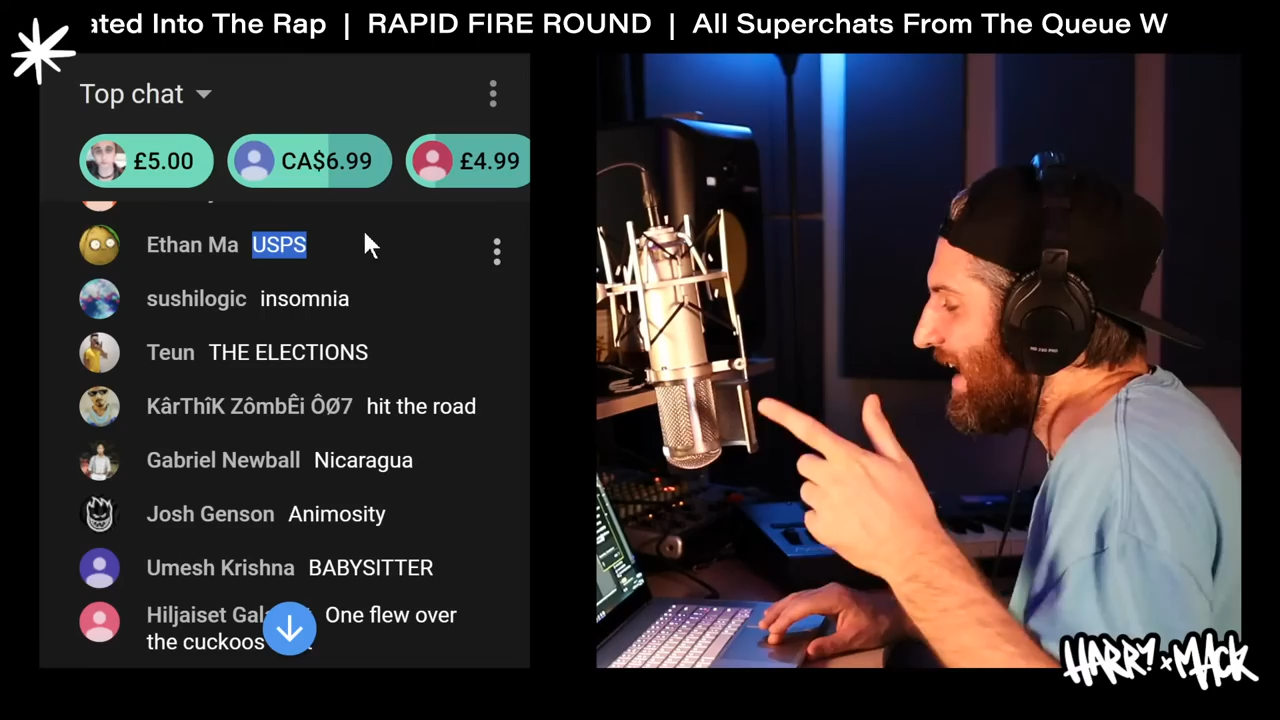 ated Into The Rap | RAPID FIRE ROUND | All Superchats From The Queue W
Top chat
£5.00 CA$6.99 £4.99
Ethan Ma USPS
sushilogic insomnia
Teun THE ELECTIONS
KârThîK ZômbÊi ÔØ7 hit the road
Gabriel Newball Nicaragua
Josh Genson Animosity
Umesh Krishna BABYSITTER
Hiljaiset One flew over
the cuckoos
HARRY x MACK